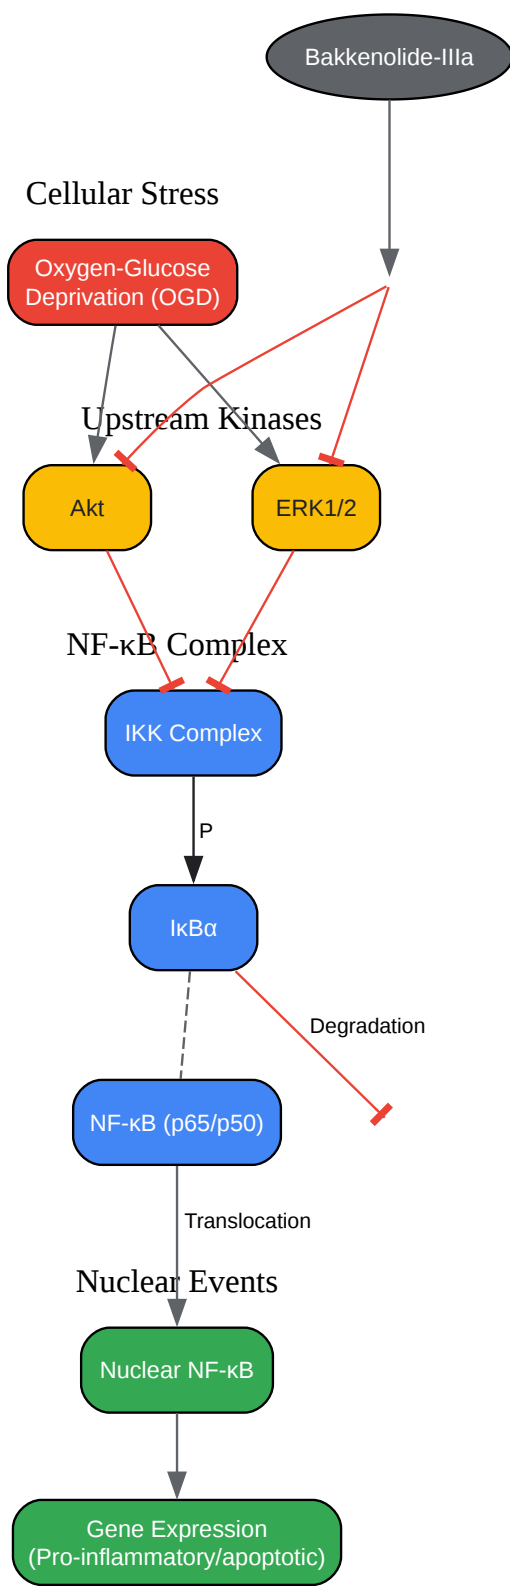 Bakkenolide-IIIa
Cellular Stress
Oxygen-Glucose
Deprivation (OGD)
Upstream Kinases
Akt
ERK1/2
NF-κB Complex
IKK Complex
P
IκBα
Degradation
NF-κB (p65/p50)
Translocation
Nuclear Events
Nuclear NF-κB
Gene Expression
(Pro-inflammatory/apoptotic)